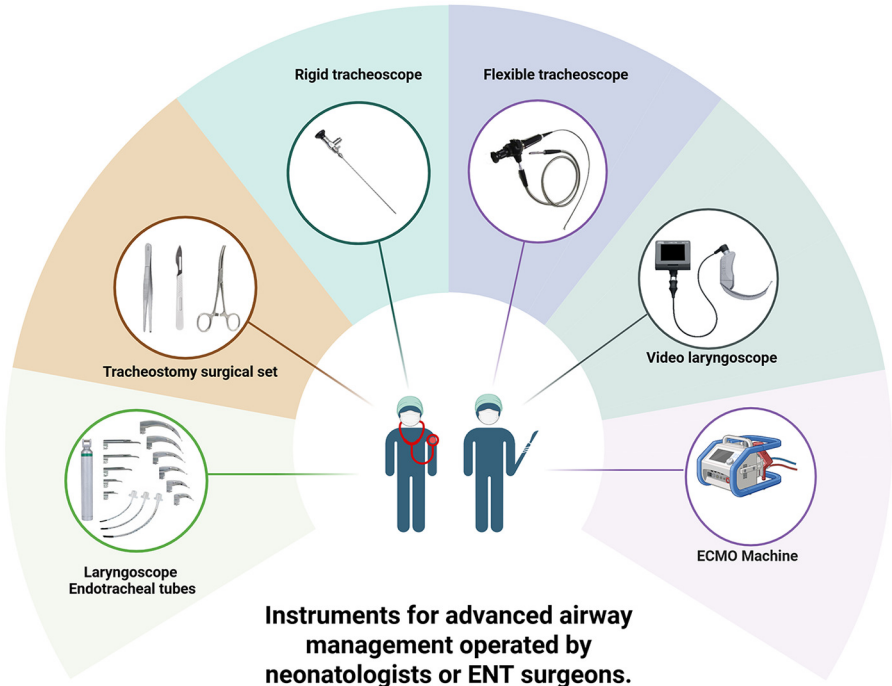 Rigid tracheoscope
Flexible tracheoscope
Tracheostomy surgical set
Video laryngoscope
Laryngoscope
Endotracheal tubes
ECMO Machine
Instruments for advanced airway
management operated by
neonatologists or ENT surgeons.